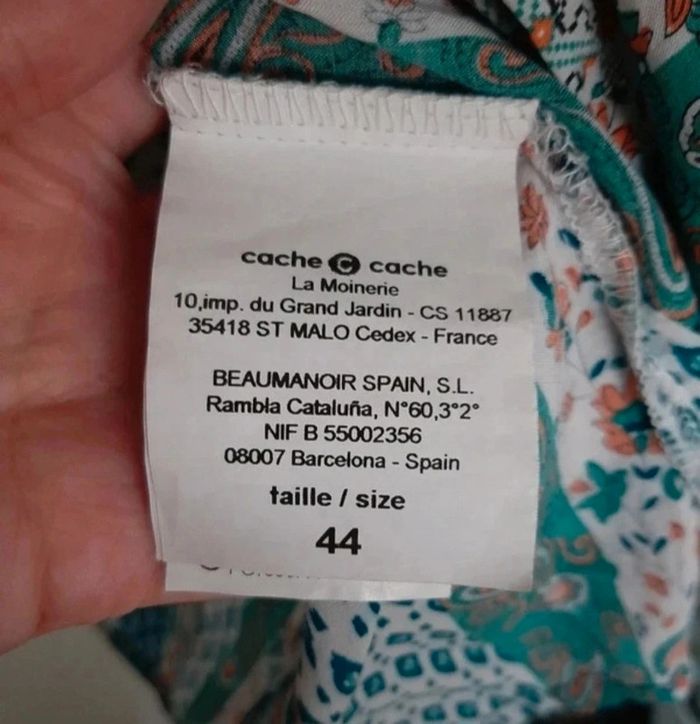 cache C cache
La Moinerie
10,imp. du Grand Jardin - CS 11887
35418 ST MALO Cedex - France
BEAUMANOIR SPAIN, S.L.
Rambla Cataluña, N°60,3°2°
NIF B 55002356
08007 Barcelona - Spain
taille / size
44